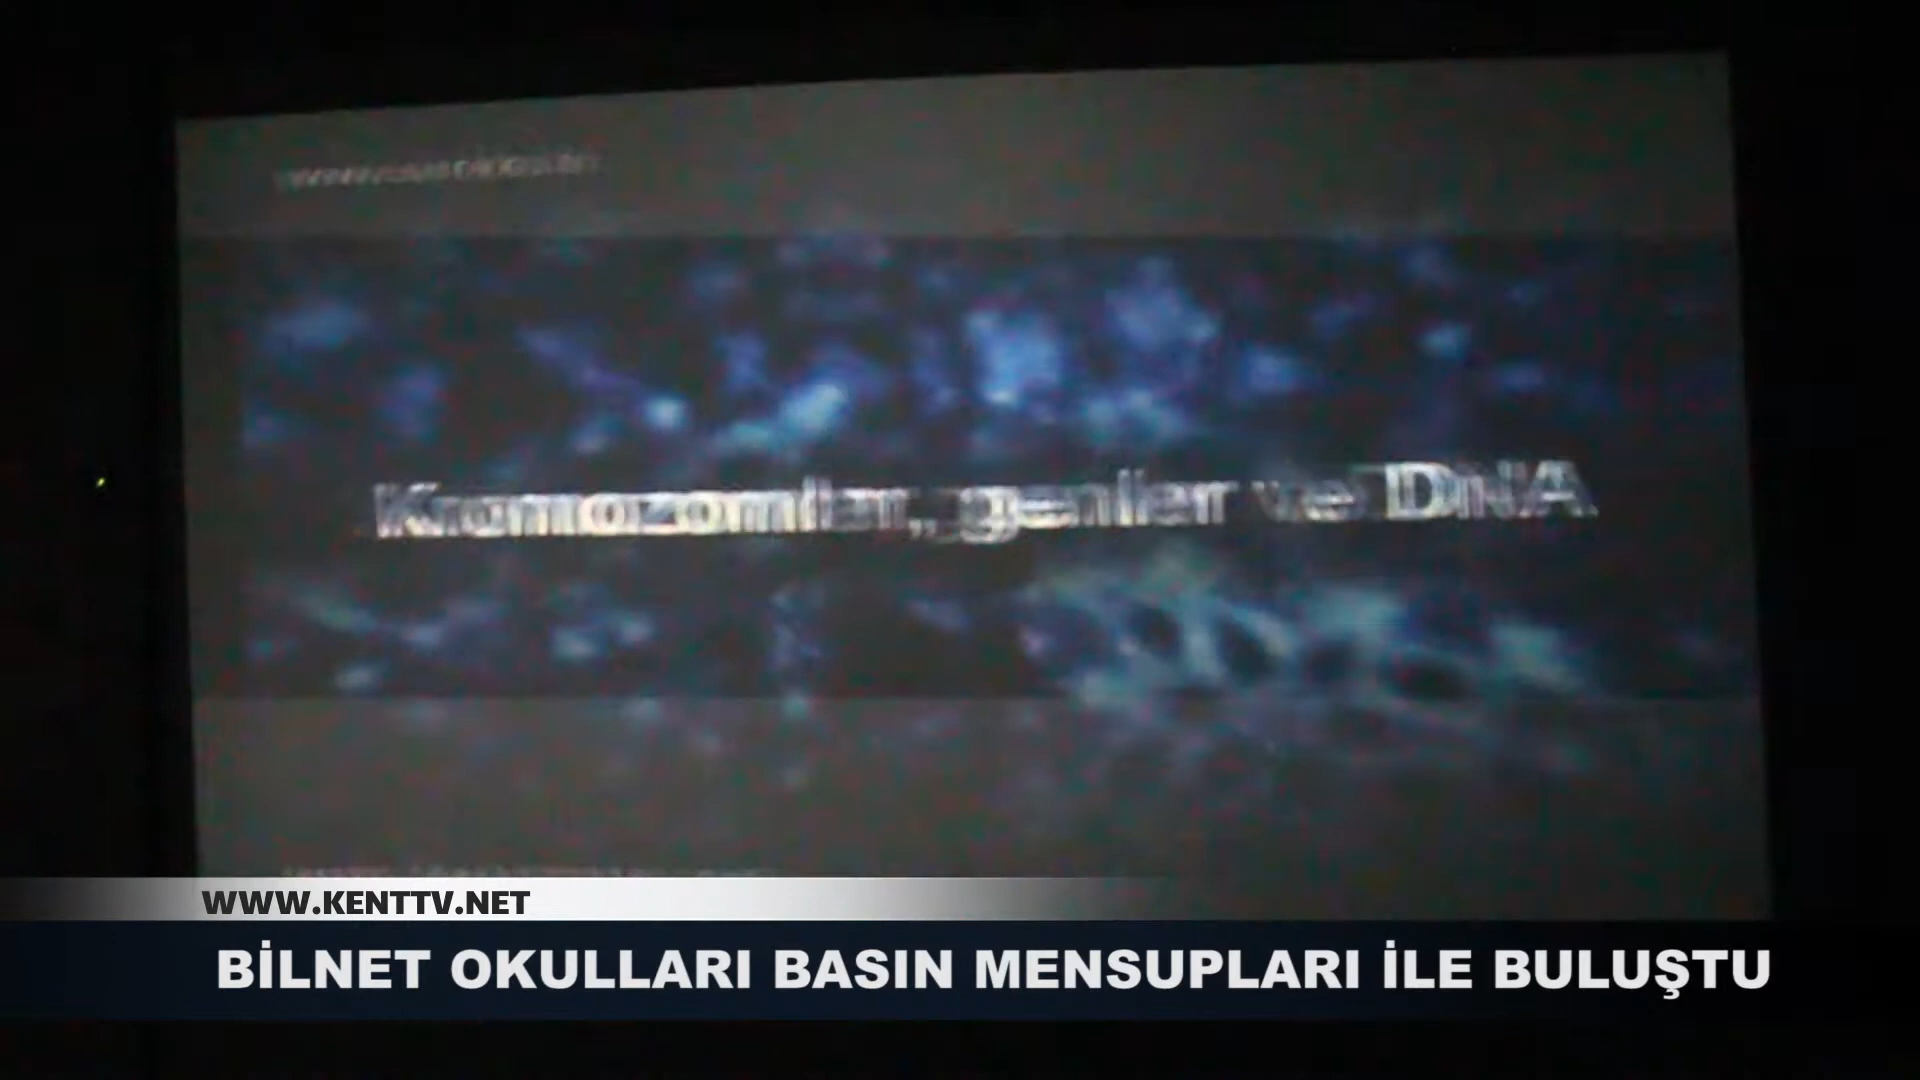 Kromozomlar, genler ve DNA
WWW.KENTTV.NET
BİLNET OKULLARI BASIN MENSUPLARI İLE BULUŞTU